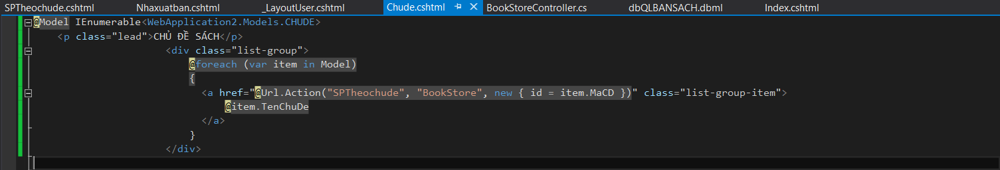 SPTheochude.cshtml Nhaxuatban.cshtml _LayoutUser.cshtml Chude.cshtml BookStoreController.cs dbQLBANSACH.dbml Index.cshtml
@Model IEnumerable<WebApplication2.Models.CHUDE>
<p class="lead">CHỦ ĐỀ SÁCH</p>
<div class="list-group">
@foreach (var item in Model)
{
<a href="@Url.Action("SPTheochude", "BookStore", new { id = item.MaCD })" class="list-group-item">
@item.TenChuDe
</a>
}
</div>